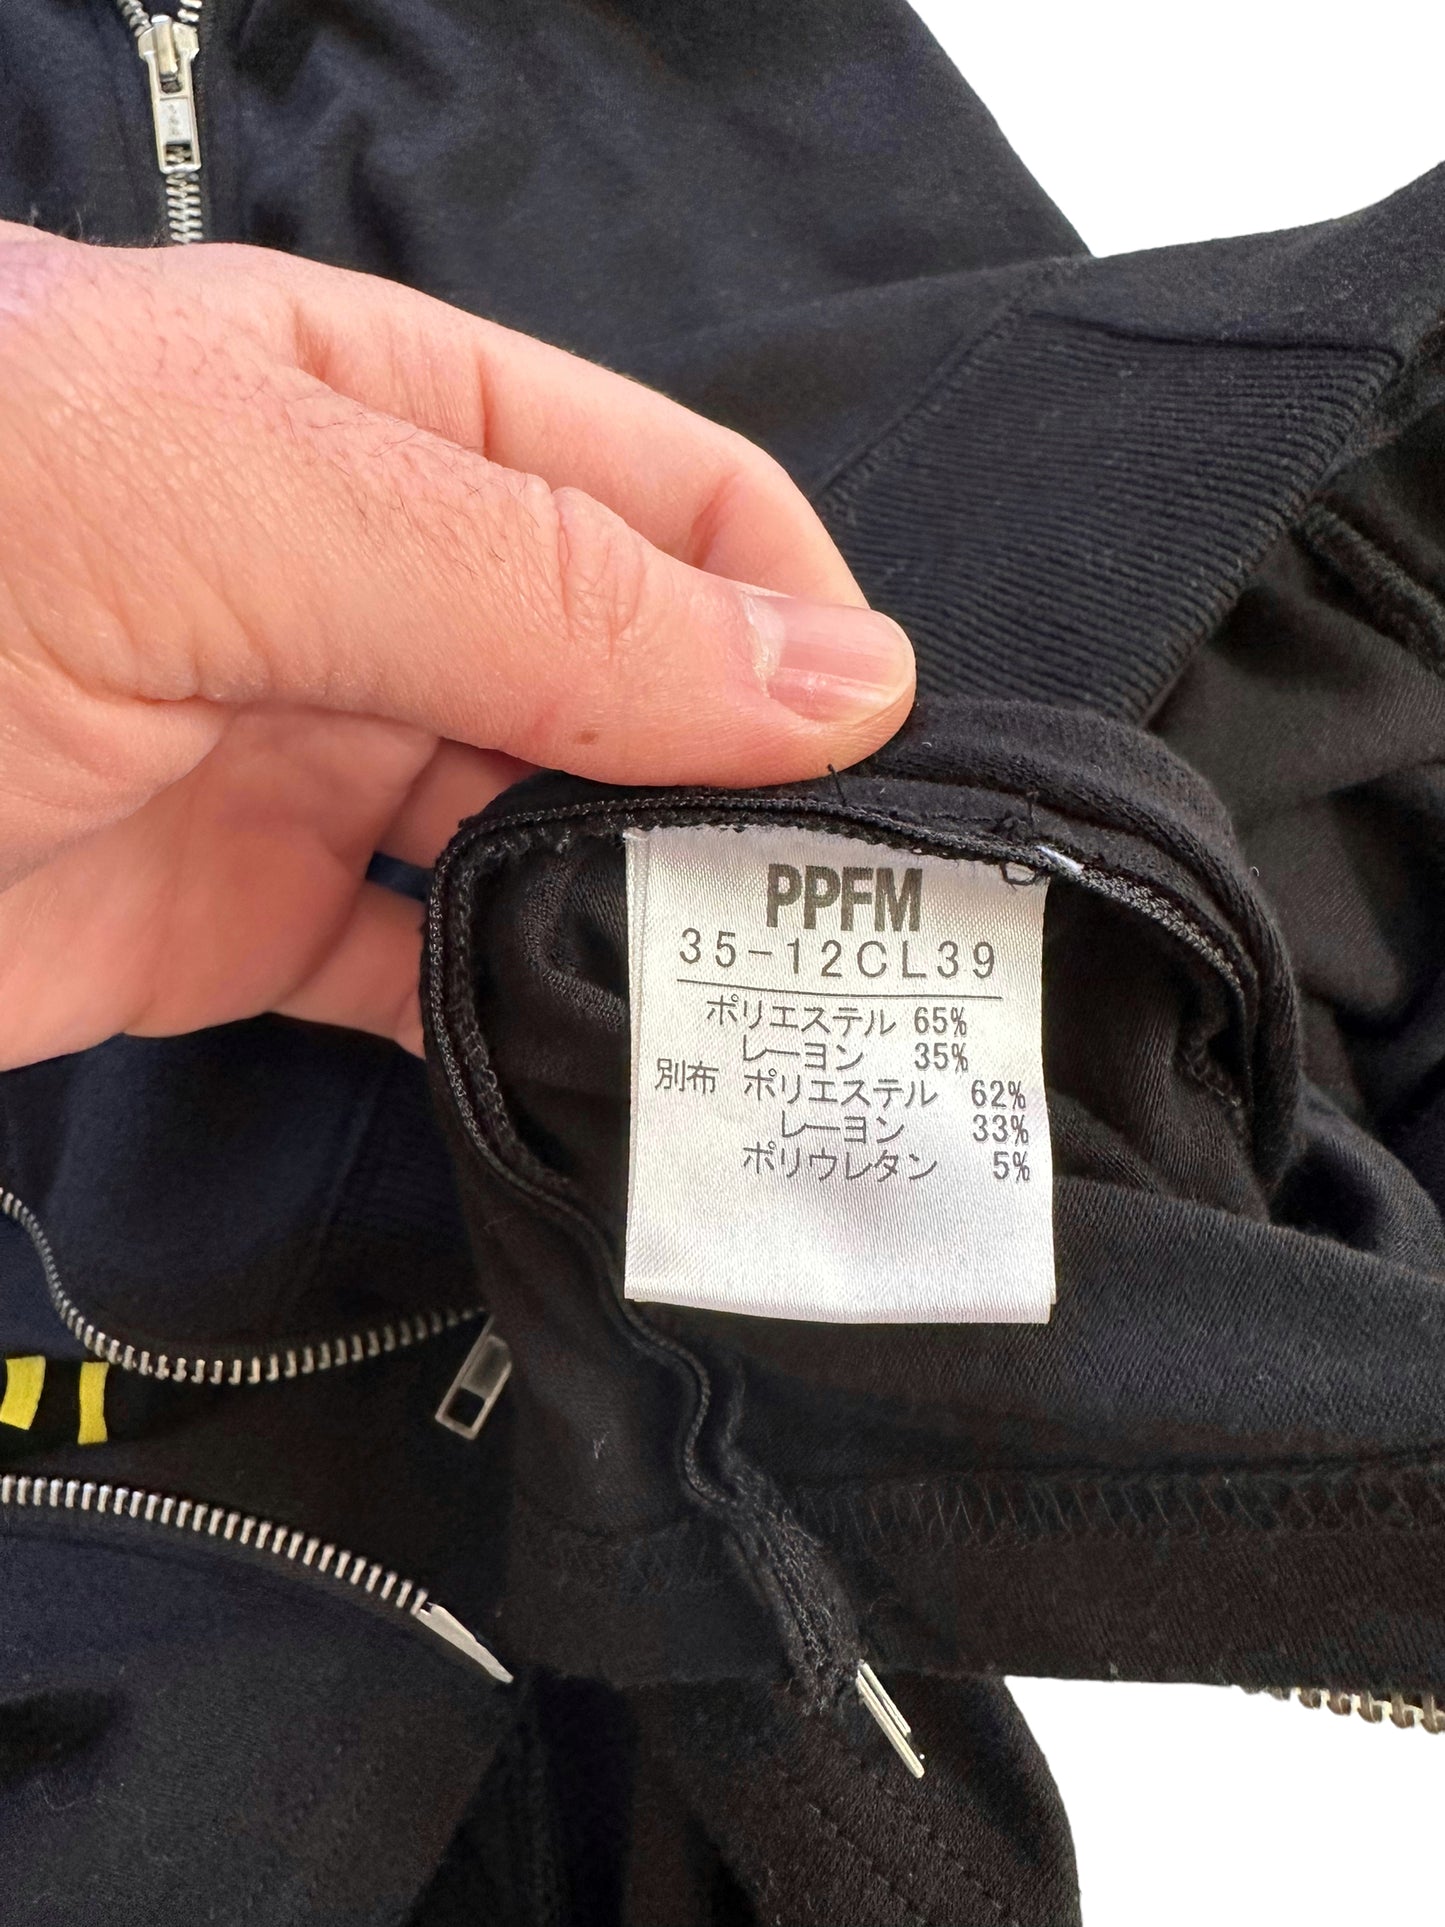 PPFM
35-12CL39
ポリエステル 65%
レーヨン 35%
別布 ポリエステル 62%
レーヨン 33%
ポリウレタン 5%